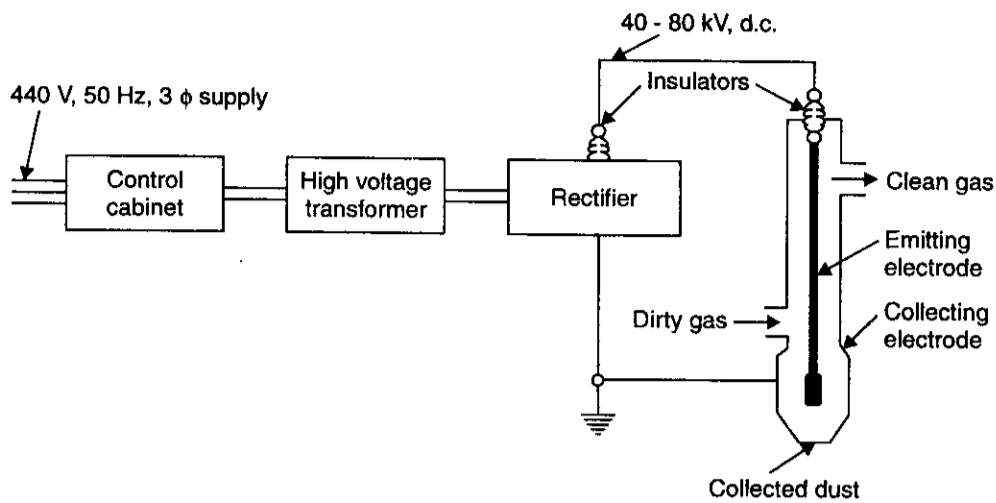 40 - 80 kV, d.c.
440 V, 50 Hz, 3 ϕ supply
Insulators
Control
cabinet
High voltage
transformer
Rectifier
Clean gas
Emitting
electrode
Dirty gas
Collecting
electrode
Collected dust